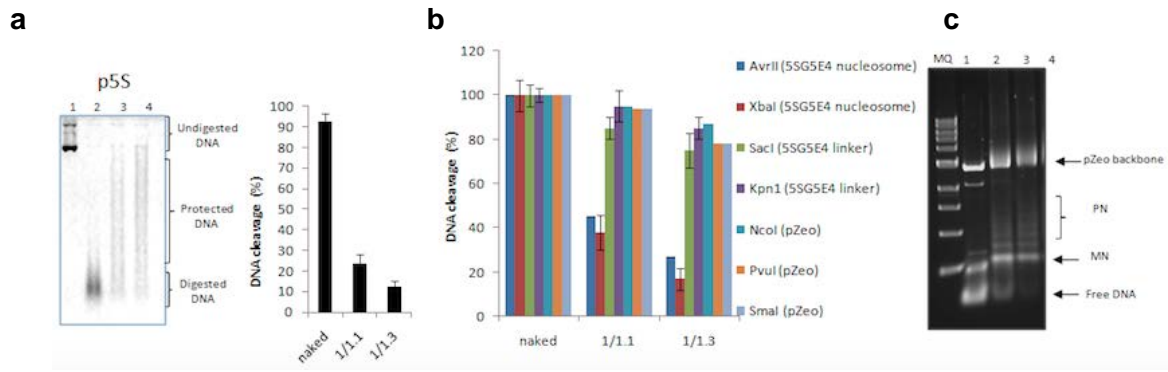 a
p5S
1 2 3 4
Undigested
DNA
Protected
DNA
Digested
DNA
DNA cleavage (%)
100
90
80
70
60
50
40
30
20
10
0
naked
1/1.1
1/1.3
b
DNA cleavage (%)
120
100
80
60
40
20
0
naked 1/1.1 1/1.3
AvrII (5SG5E4 nucleosome)
XbaI (5SG5E4 nucleosome)
SacI (5SG5E4 linker)
Kpn1 (5SG5E4 linker)
NcoI (pZeo)
PvuI (pZeo)
SmaI (pZeo)
c
MQ 1 2 3 4
pZeo backbone
PN
MN
Free DNA